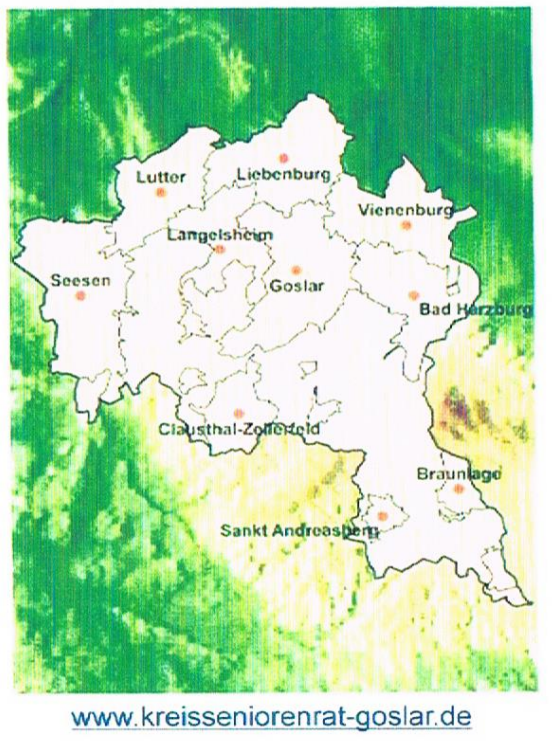 Lutter
Liebenburg
Vienenburg
Langelsheim
Seesen
Goslar
Bad Harzburg
Clausthal-Zellerfeld
Braunlage
Sankt Andreasberg
www.kreisseniorenrat-goslar.de